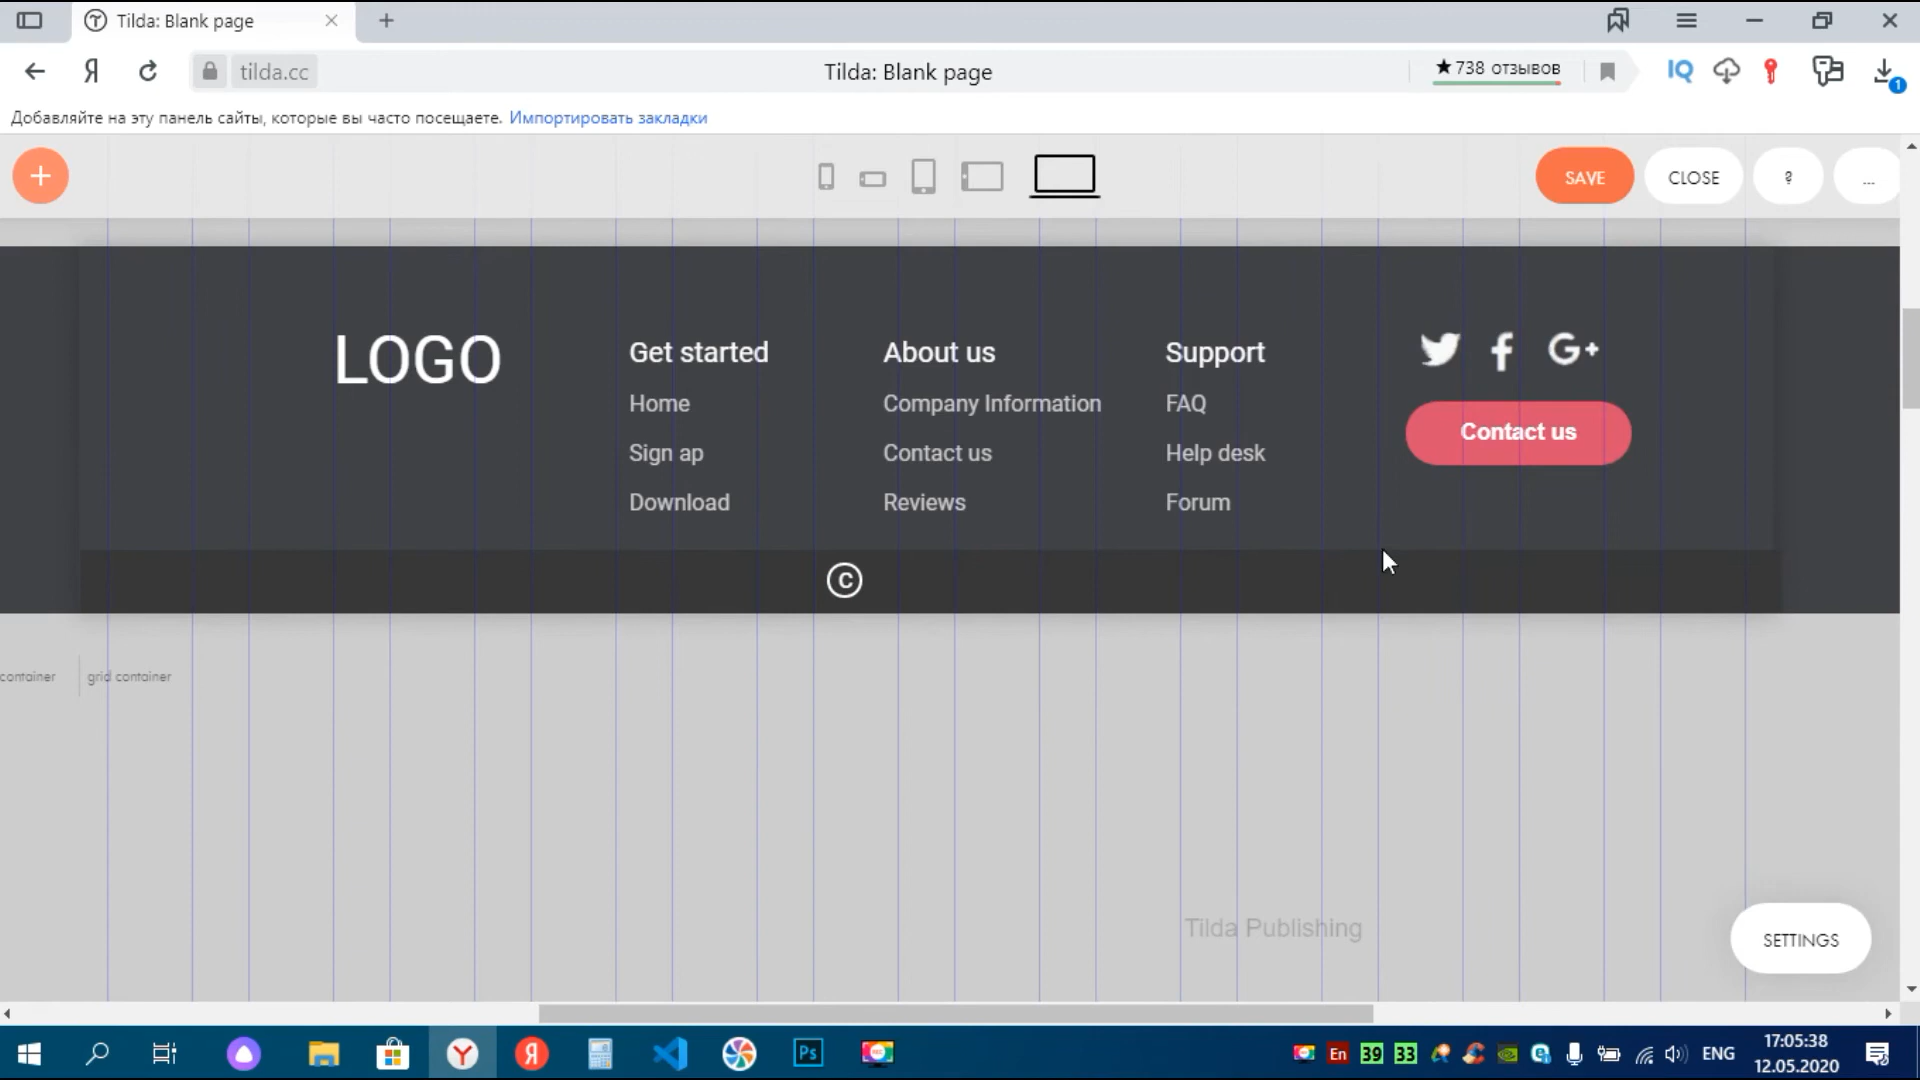 Tilda: Blank page
tilda.cc
Tilda: Blank page
★738 отзывов
IQ
1
Добавляйте на эту панель сайты, которые вы часто посещаете. Импортировать закладки
SAVE
CLOSE
?
...
LOGO
Get started
Home
Sign ap
Download
About us
Company Information
Contact us
Reviews
Support
FAQ
Help desk
Forum
G+
Contact us
©
container
grid container
Tilda Publishing
SETTINGS
Ps
En
39
33
ENG
17:05:38
12.05.2020